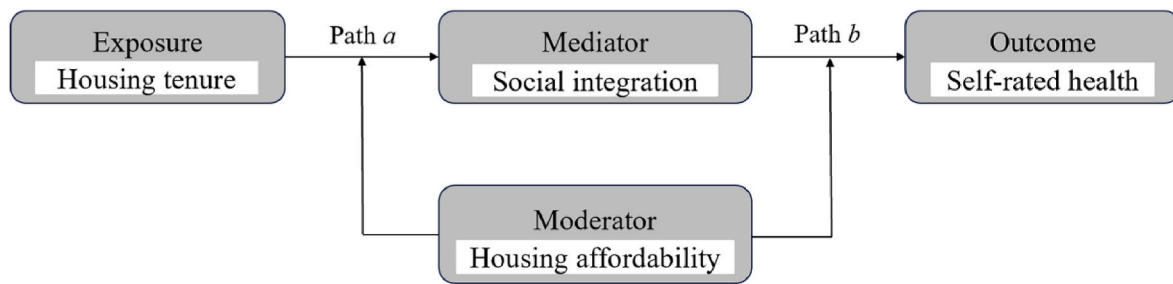 Exposure
Housing tenure
Path a
Mediator
Social integration
Path b
Outcome
Self-rated health
Moderator
Housing affordability